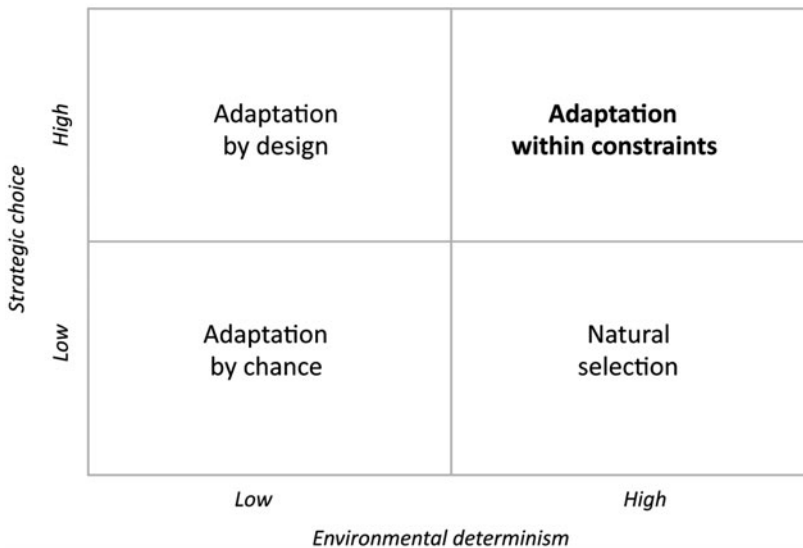 Strategic choice
High
Adaptation
by design
Adaptation
within constraints
Low
Adaptation
by chance
Natural
selection
Low
High
Environmental determinism